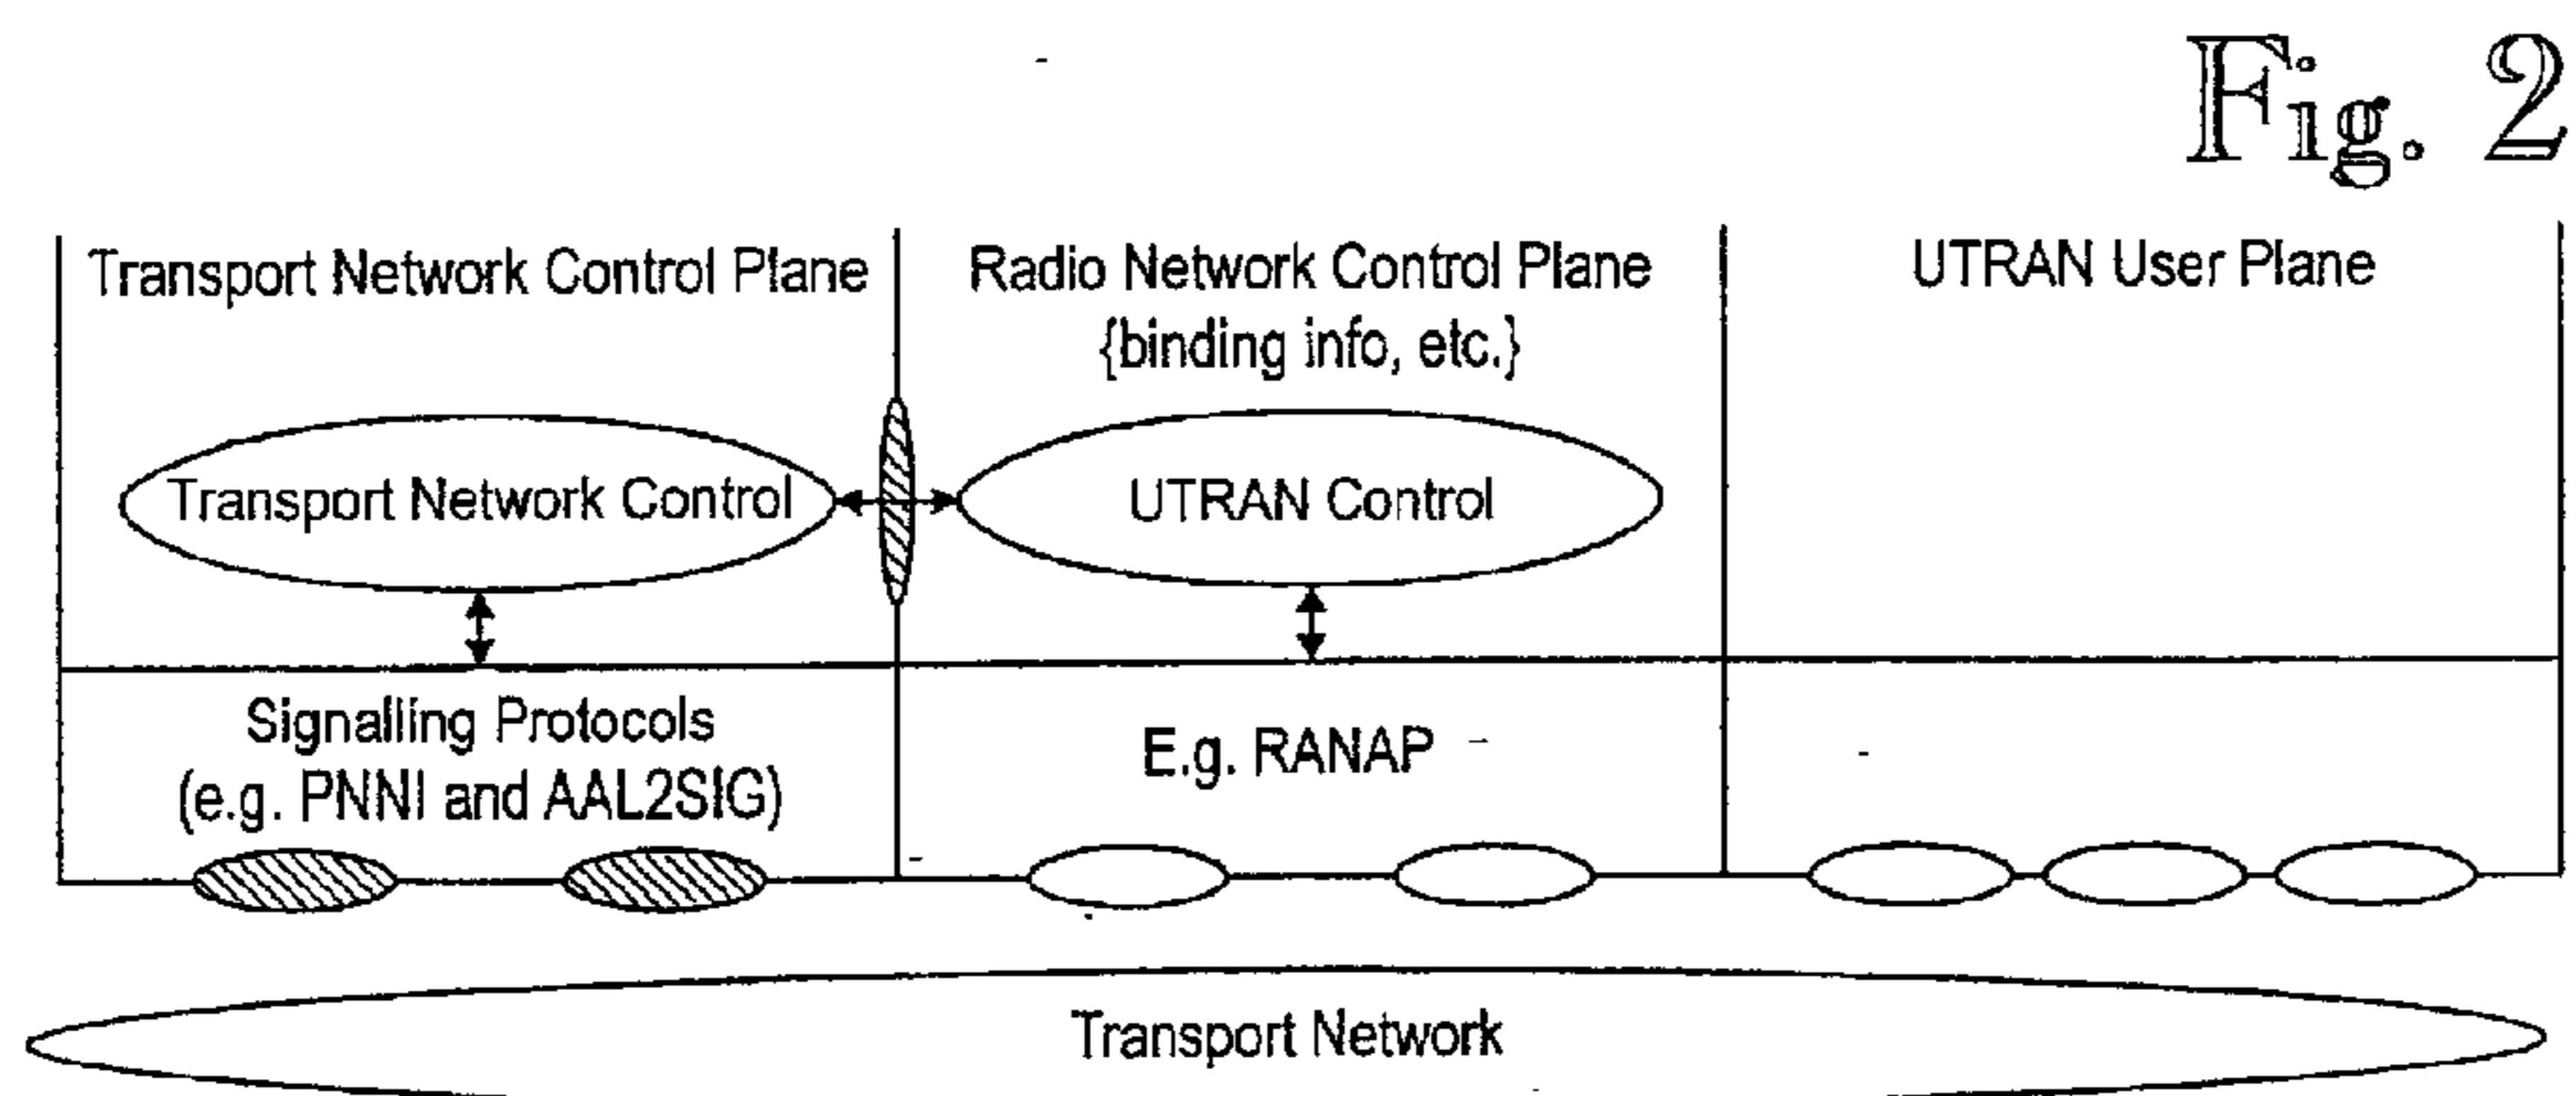 Fig. 2
Transport Network Control Plane
Radio Network Control Plane
{binding info, etc.}
UTRAN User Plane
Transport Network Control
UTRAN Control
Signalling Protocols
(e.g. PNNI and AAL2SIG)
E.g. RANAP
Transport Network